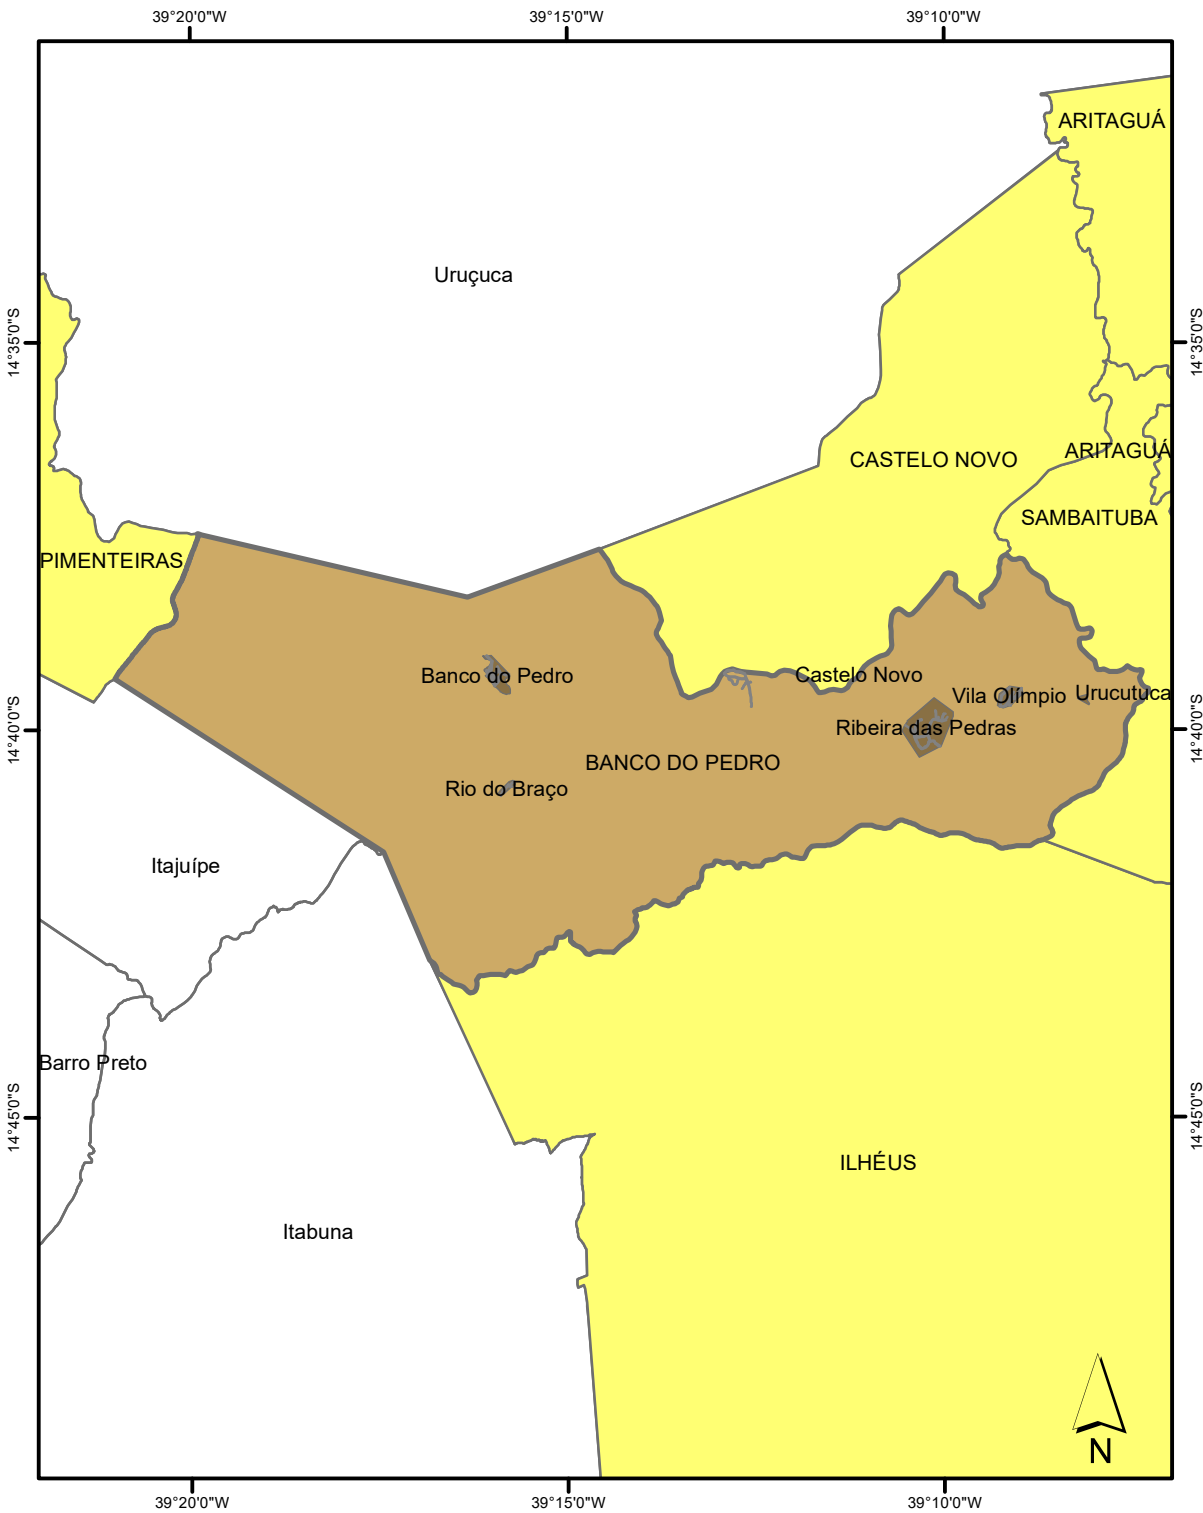 39°20'0"W
39°15'0"W
39°10'0"W
ARITAGUÁ
Uruçuca
14°35'0"S
14°35'0"S
ARITAGUÁ
CASTELO NOVO
SAMBAITUBA
PIMENTEIRAS
Banco do Pedro
Castelo Novo
Vila Olímpio
Urucutuca
Ribeira das Pedras
14°40'0"S
14°40'0"S
BANCO DO PEDRO
Rio do Braço
Itajuípe
Barro Preto
14°45'0"S
14°45'0"S
ILHÉUS
Itabuna
N
39°20'0"W
39°15'0"W
39°10'0"W